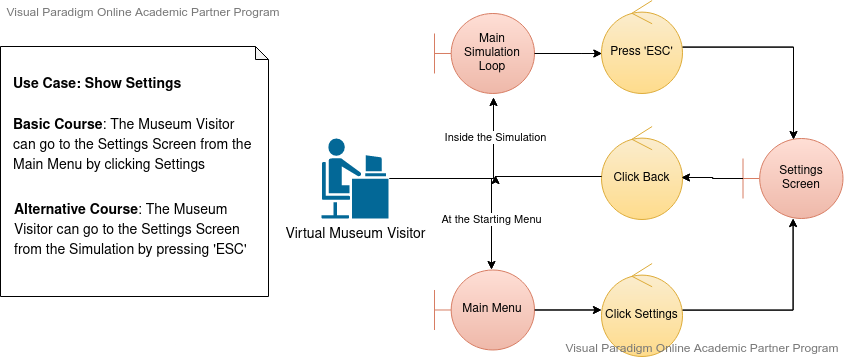 Visual Paradigm Online Academic Partner Program
Use Case: Show Settings
Basic Course: The Museum Visitor
can go to the Settings Screen from the
Main Menu by clicking Settings
Alternative Course: The Museum
Visitor can go to the Settings Screen
from the Simulation by pressing 'ESC'
Main
Simulation
Loop
Press 'ESC'
Inside the Simulation
Click Back
Settings
Screen
At the Starting Menu
Virtual Museum Visitor
Main Menu
Click Settings
Visual Paradigm Online Academic Partner Program